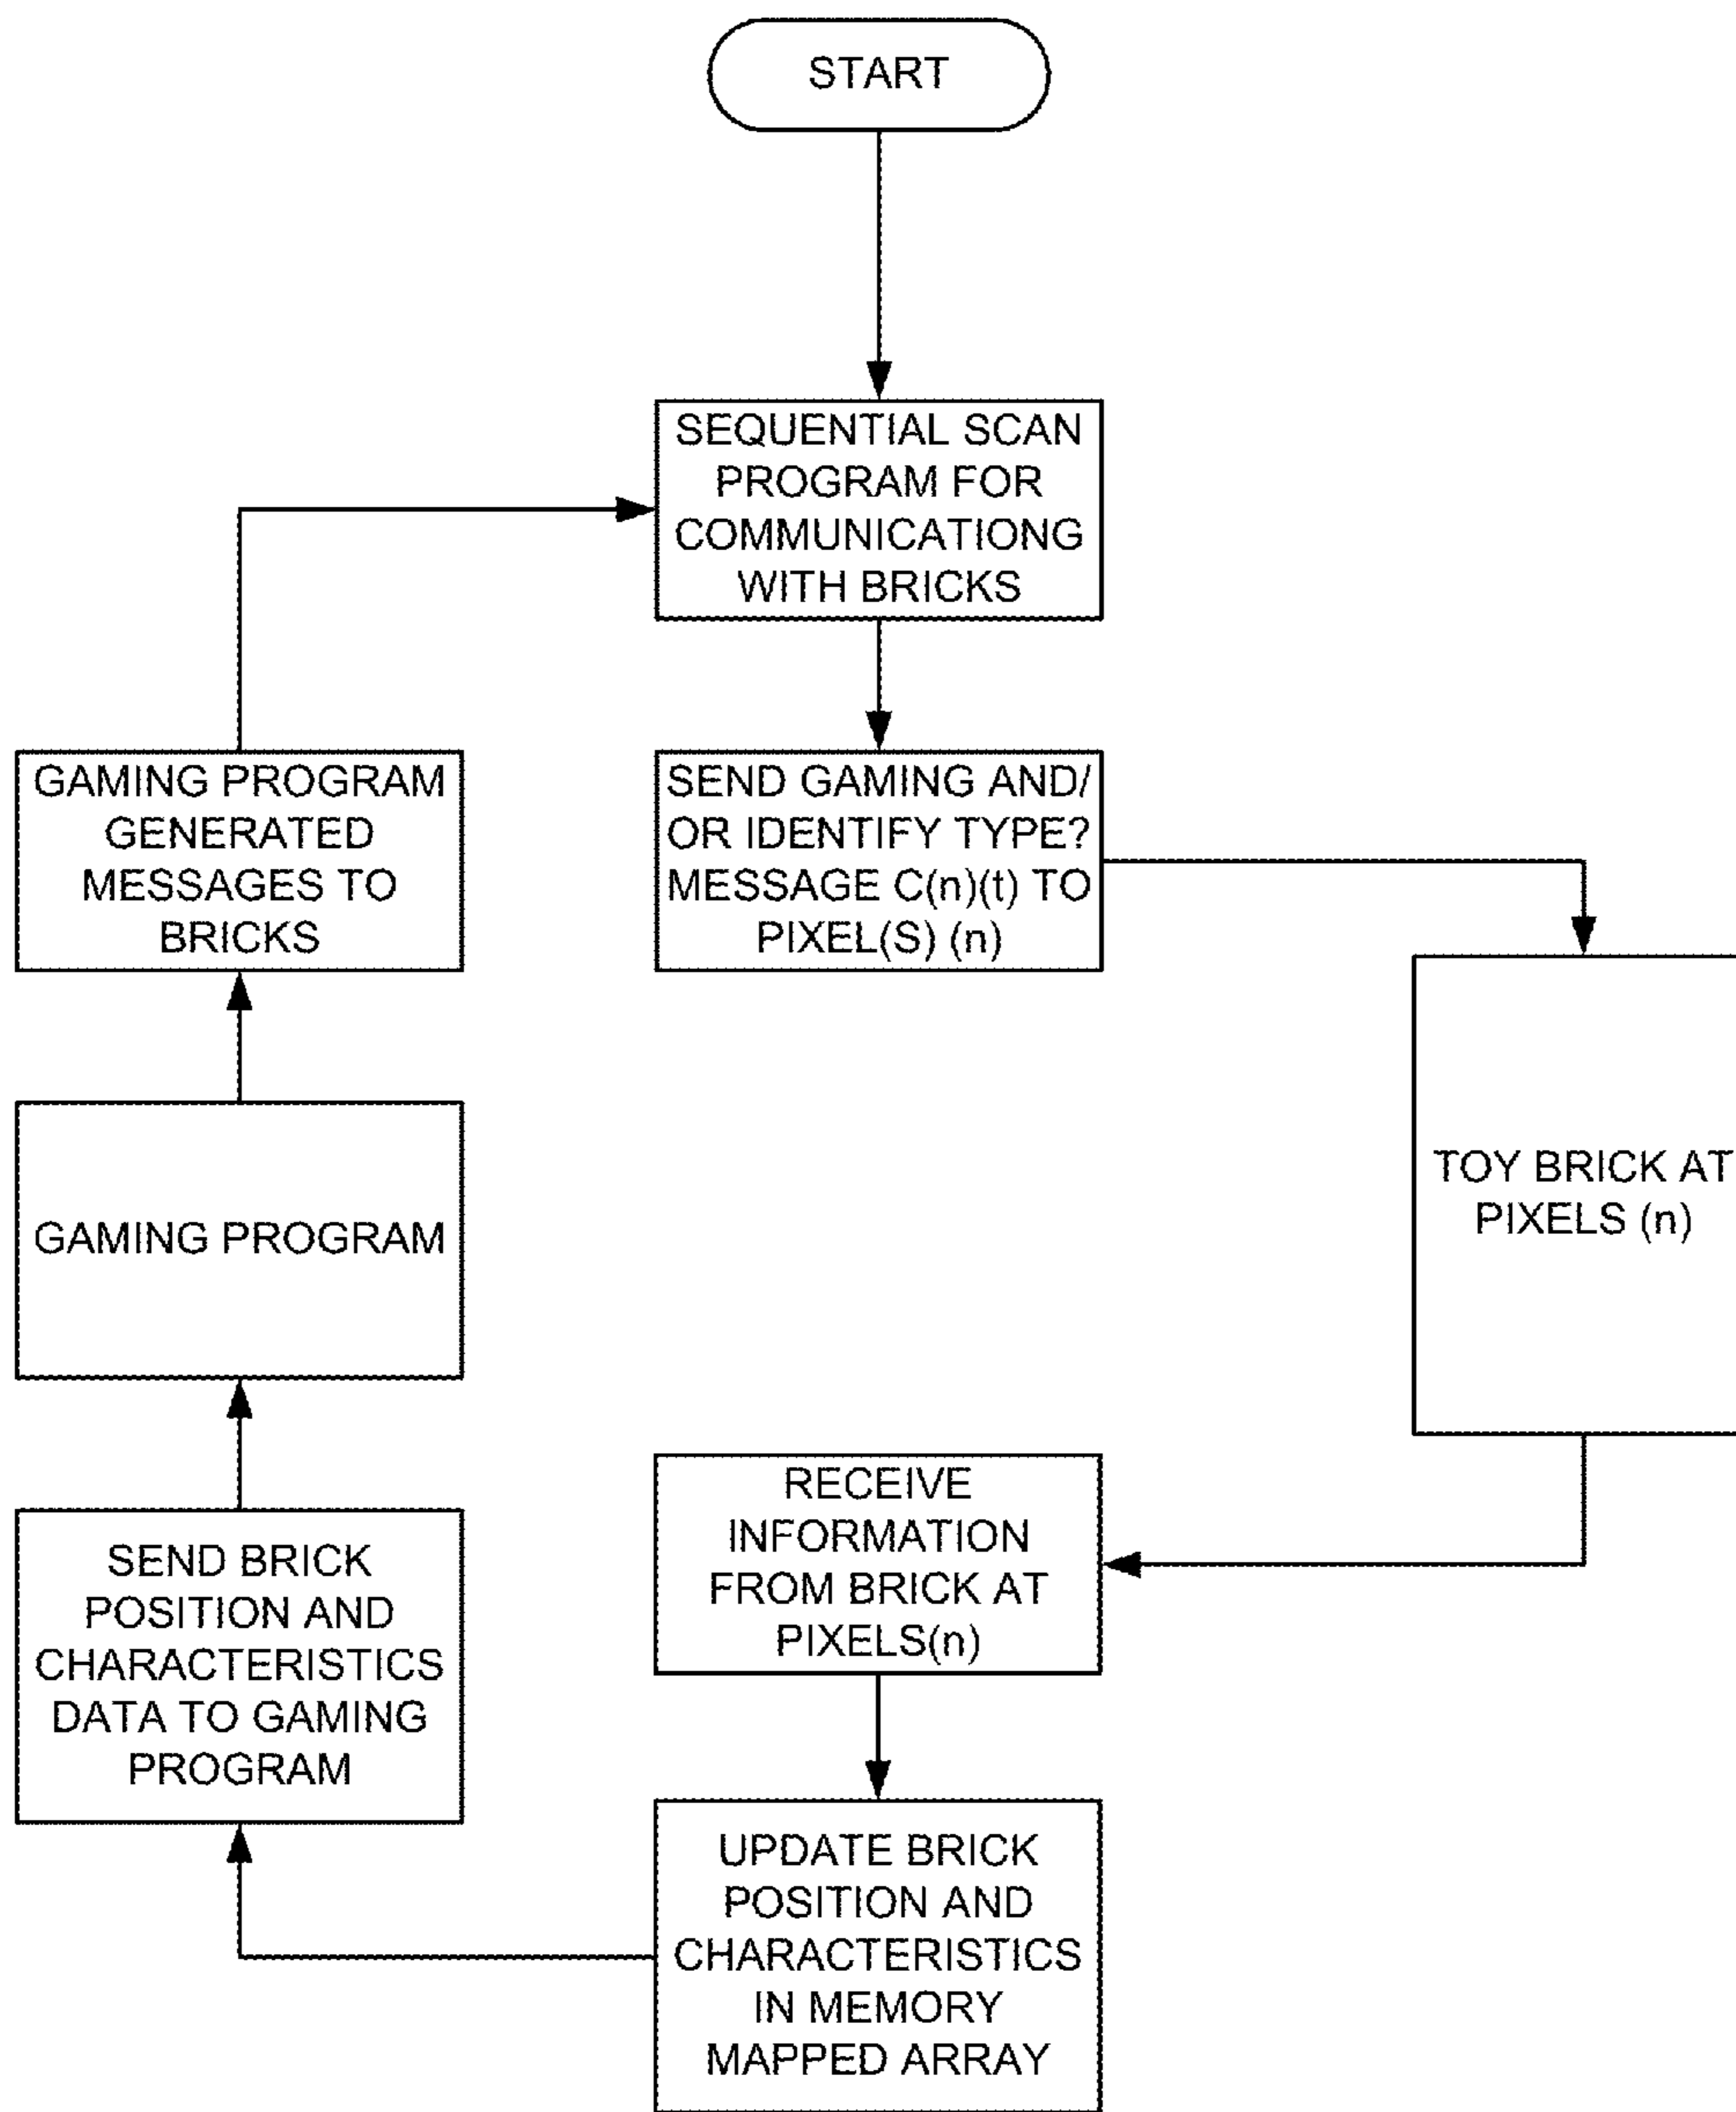 START
SEQUENTIAL SCAN
PROGRAM FOR
COMMUNICATIONG
WITH BRICKS
GAMING PROGRAM
GENERATED
MESSAGES TO
BRICKS
SEND GAMING AND/
OR IDENTIFY TYPE?
MESSAGE C(n)(t) TO
PIXEL(S) (n)
TOY BRICK AT
PIXELS (n)
GAMING PROGRAM
RECEIVE
INFORMATION
FROM BRICK AT
PIXELS(n)
SEND BRICK
POSITION AND
CHARACTERISTICS
DATA TO GAMING
PROGRAM
UPDATE BRICK
POSITION AND
CHARACTERISTICS
IN MEMORY
MAPPED ARRAY